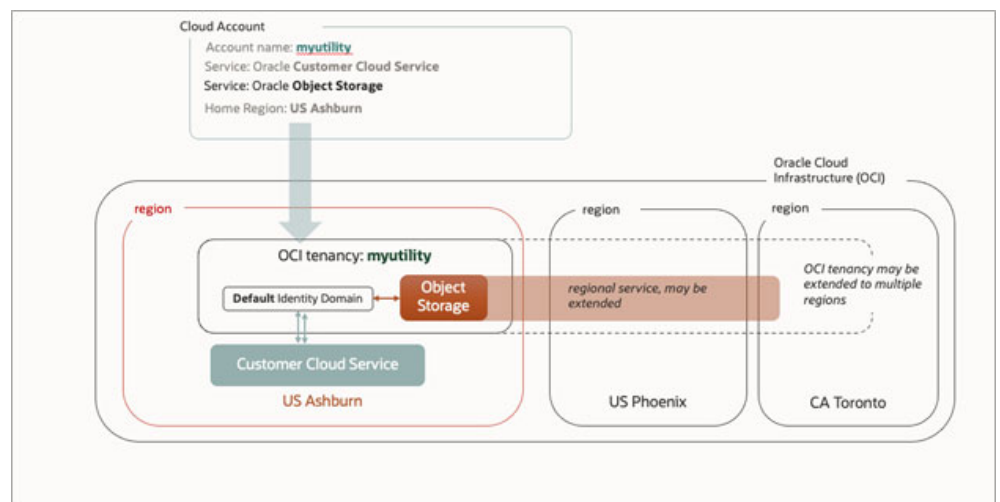 Cloud Account
Account name: myutility
Service: Oracle Customer Cloud Service
Service: Oracle Object Storage
Home Region: US Ashburn
Oracle Cloud
Infrastructure (OCI)
region
region
region
OCI tenancy: myutility
Default Identity Domain
Object
Storage
regional service, may be
extended
OCI tenancy may be
extended to multiple
regions
Customer Cloud Service
US Ashburn
US Phoenix
CA Toronto